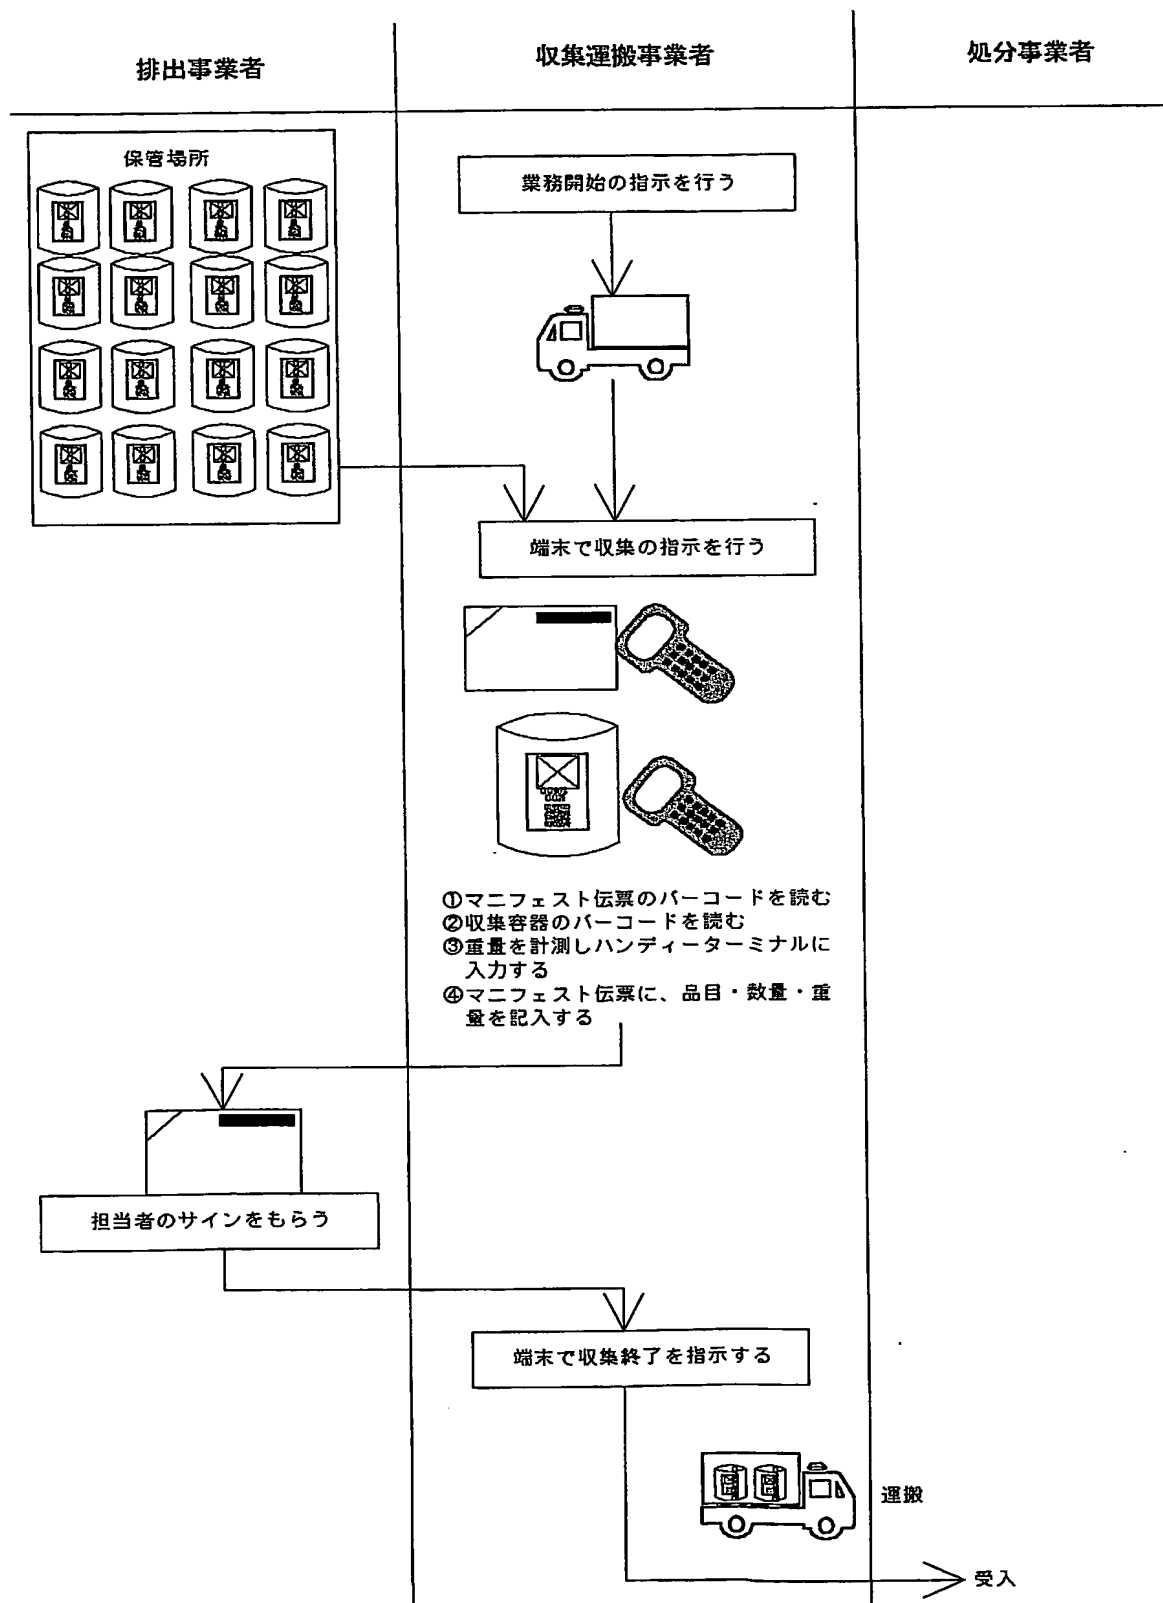 排出事業者
収集運搬事業者
処分事業者
保管場所
業務開始の指示を行う
端末で収集の指示を行う
①マニフェスト伝票のバーコードを読む
②収集容器のバーコードを読む
③重量を計測しハンディーターミナルに
入力する
④マニフェスト伝票に、品目・数量・重
量を記入する
担当者のサインをもらう
端末で収集終了を指示する
運搬
受入